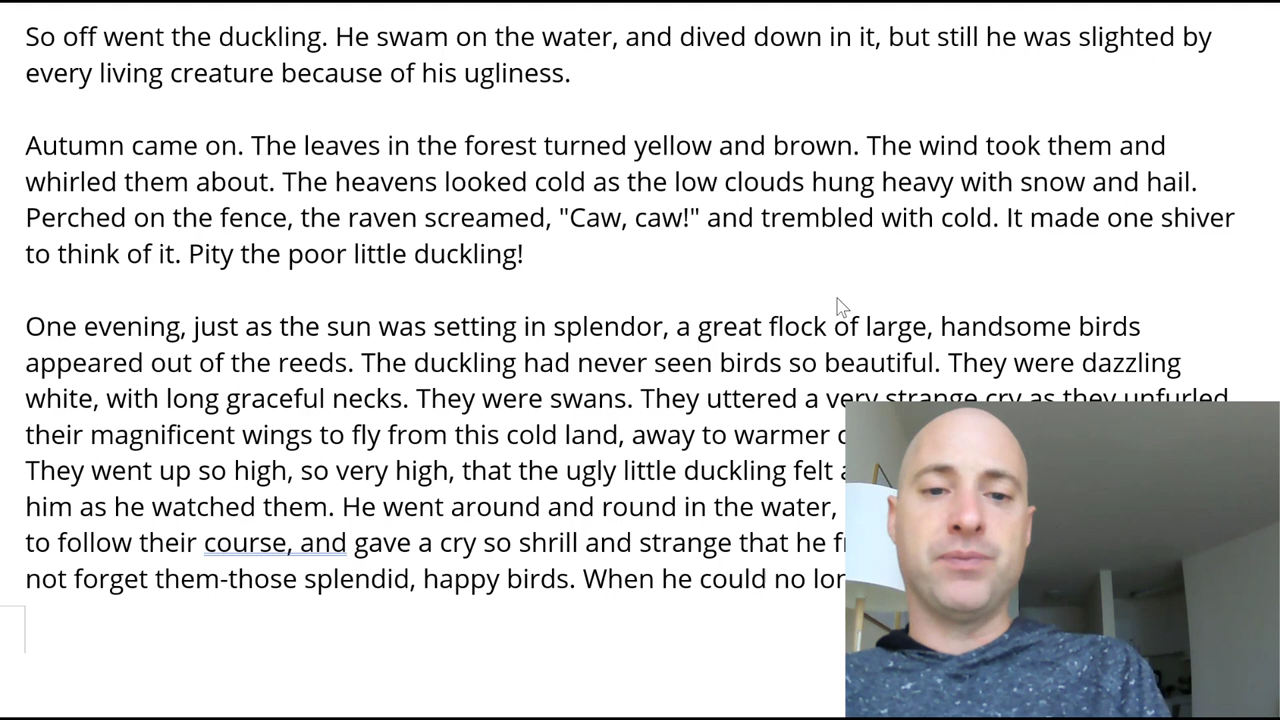 So off went the duckling. He swam on the water, and dived down in it, but still he was slighted by
every living creature because of his ugliness.
Autumn came on. The leaves in the forest turned yellow and brown. The wind took them and
whirled them about. The heavens looked cold as the low clouds hung heavy with snow and hail.
Perched on the fence, the raven screamed, "Caw, caw!" and trembled with cold. It made one shiver
to think of it. Pity the poor little duckling!
One evening, just as the sun was setting in splendor, a great flock of large, handsome birds
appeared out of the reeds. The duckling had never seen birds so beautiful. They were dazzling
white, with long graceful necks. They were swans. They uttered a very strange cry as they unfurled
their magnificent wings to fly from this cold land, away to warmer
They went up so high, so very high, that the ugly little duckling felt
him as he watched them. He went around and round in the water,
to follow their course, and gave a cry so shrill and strange that he
not forget them-those splendid, happy birds. When he could no